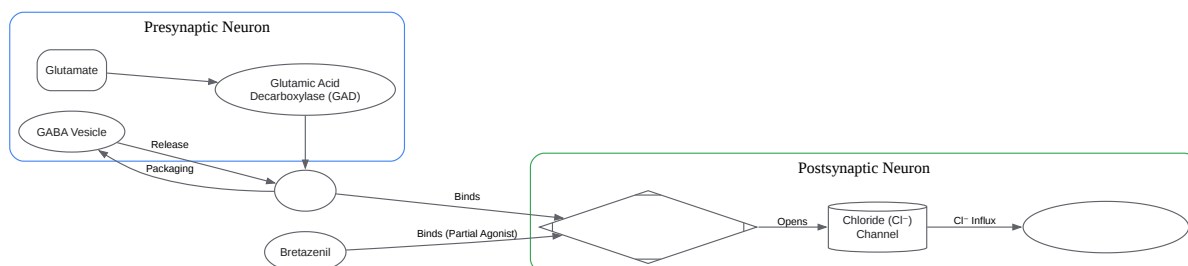 Presynaptic Neuron
Glutamate
Glutamic Acid
Decarboxylase (GAD)
GABA Vesicle
Release
Packaging
Binds
Binds (Partial Agonist)
Bretazenil
Postsynaptic Neuron
Opens
Chloride (Cl⁻)
Channel
Cl⁻ Influx